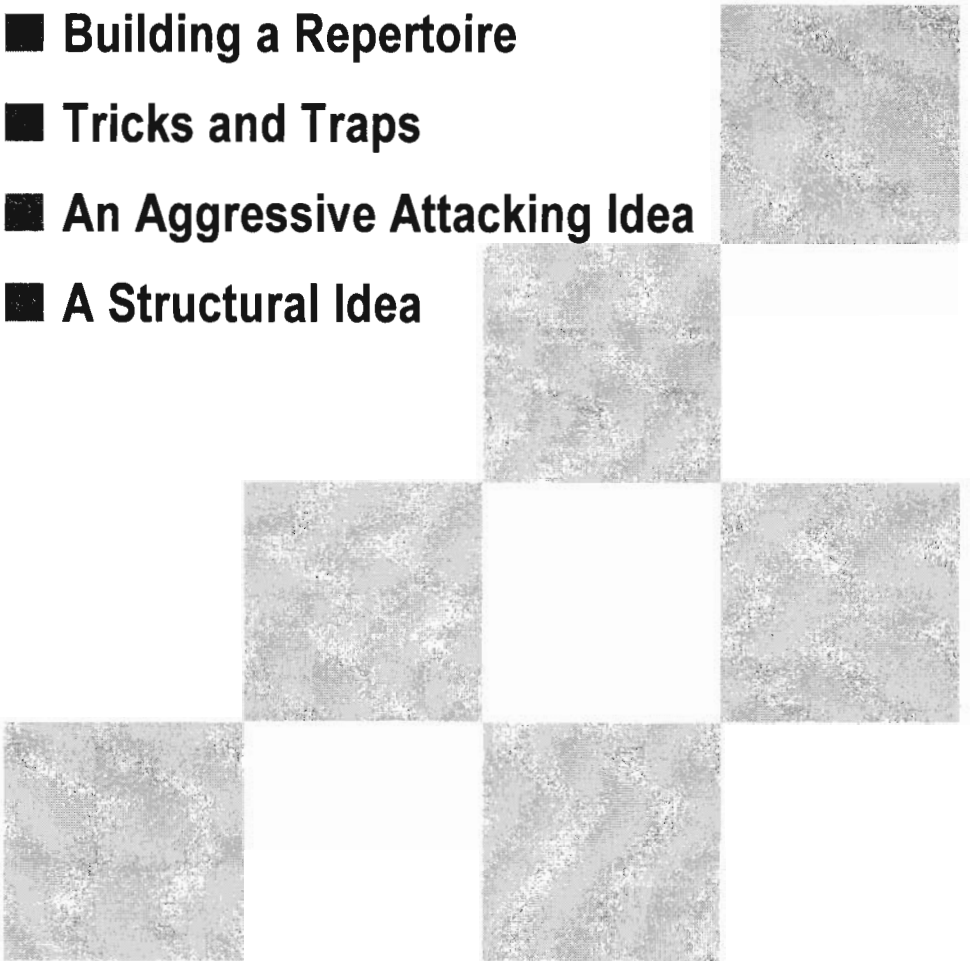 ■ Building a Repertoire
■ Tricks and Traps
■ An Aggressive Attacking Idea
■ A Structural Idea